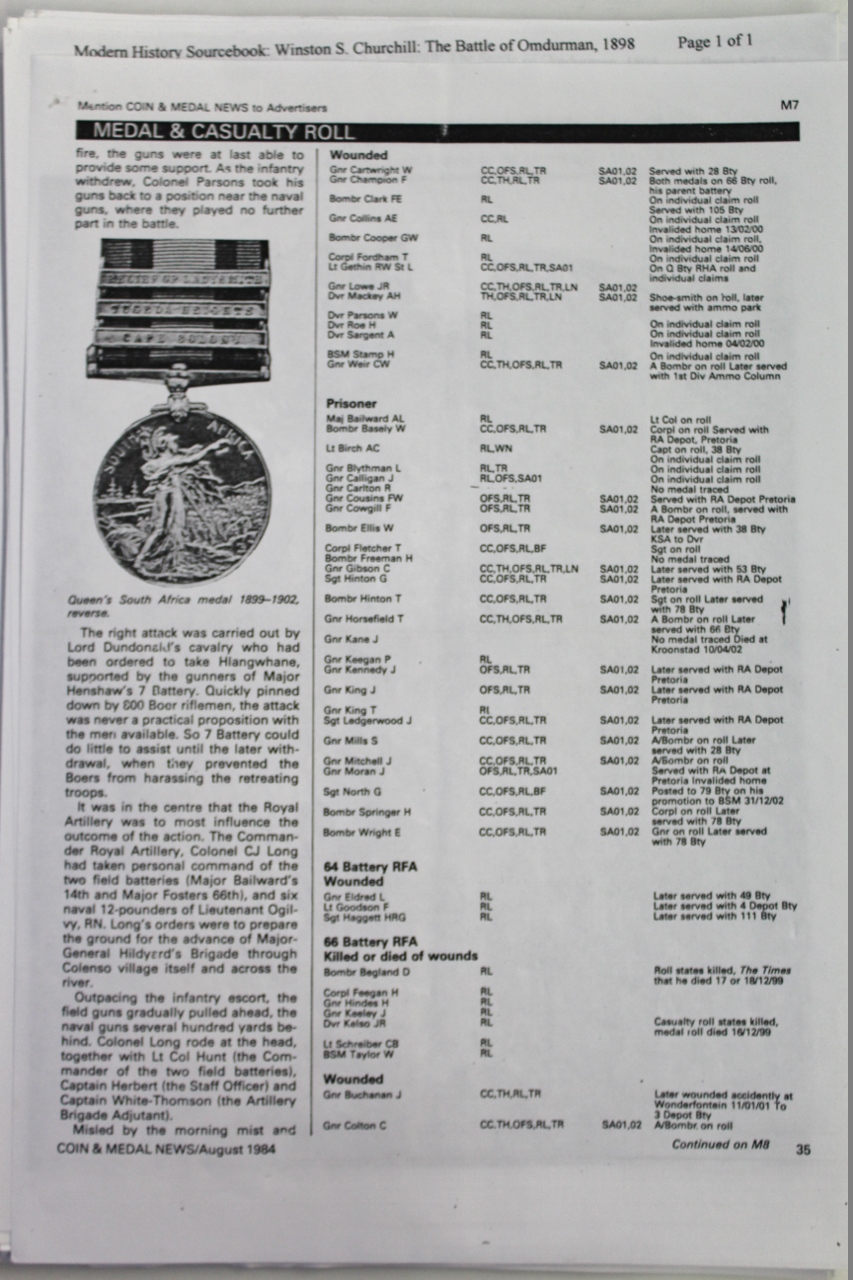 Modern History Sourcebook: Winston S. Churchill: The Battle of Omdurman, 1898 Page 1 of 1
Mention COIN & MEDAL NEWS to Advertisers M7
MEDAL & CASUALTY ROLL
fire, the guns were at last able to
provide some support. As the infantry
withdrew, Colonel Parsons took his
guns back to a position near the naval
guns, where they played no further
part in the battle.
RELIEF OF LADYSMITH
TUGELA HEIGHTS
CAPE COLONY
SOUTH AFRICA
Queen's South Africa medal 1899–1902,
reverse.
The right attack was carried out by
Lord Dundonald's cavalry who had
been ordered to take Hlangwhane,
supported by the gunners of Major
Henshaw's 7 Battery. Quickly pinned
down by 800 Boer riflemen, the attack
was never a practical proposition with
the men available. So 7 Battery could
do little to assist until the later with-
drawal, when they prevented the
Boers from harassing the retreating
troops.
It was in the centre that the Royal
Artillery was to most influence the
outcome of the action. The Comman-
der Royal Artillery, Colonel CJ Long
had taken personal command of the
two field batteries (Major Bailward's
14th and Major Fosters 66th), and six
naval 12-pounders of Lieutenant Ogil-
vy, RN. Long's orders were to prepare
the ground for the advance of Major-
General Hildyerd's Brigade through
Colenso village itself and across the
river.
Outpacing the infantry escort, the
field guns gradually pulled ahead, the
naval guns several hundred yards be-
hind. Colonel Long rode at the head,
together with Lt Col Hunt (the Com-
mander of the two field batteries),
Captain Herbert (the Staff Officer) and
Captain White-Thomson (the Artillery
Brigade Adjutant).
Misled by the morning mist and
Wounded
Gnr Cartwright W CC,OFS,RL,TR SA01,02 Served with 28 Bty
Gnr Champion F CC,TH,RL,TR SA01,02 Both medals on 66 Bty roll,
his parent battery
Bombr Clark FE RL On individual claim roll
Served with 105 Bty
Gnr Collins AE CC,RL On individual claim roll
Invalided home 13/02/00
Bombr Cooper GW RL On individual claim roll,
Invalided home 14/06/00
Corpl Fordham T RL On individual claim roll
Lt Gethin RW St L CC,OFS,RL,TR,SA01 On Q Bty RHA roll and
individual claims
Gnr Lowe JR CC,TH,OFS,RL,TR,LN SA01,02
Dvr Mackey AH TH,OFS,RL,TR,LN SA01,02 Shoe-smith on roll, later
served with ammo park
Dvr Parsons W RL
Dvr Roe H RL On individual claim roll
Dvr Sargent A RL On individual claim roll
Invalided home 04/02/00
BSM Stamp H RL On individual claim roll
Gnr Weir CW CC,TH,OFS,RL,TR SA01,02 A Bombr on roll Later served
with 1st Div Ammo Column
Prisoner
Maj Bailward AL RL Lt Col on roll
Bombr Basely W CC,OFS,RL,TR SA01,02 Corpl on roll Served with
RA Depot, Pretoria
Lt Birch AC RL,WN Capt on roll, 38 Bty
On individual claim roll
Gnr Blythman L RL,TR On individual claim roll
Gnr Calligan J RL,OFS,SA01 On individual claim roll
Gnr Carlton R – No medal traced
Gnr Cousins FW OFS,RL,TR SA01,02 Served with RA Depot Pretoria
Gnr Cowgill F CC,OFS,RL,TR SA01,02 A Bombr on roll, served with
RA Depot Pretoria
Bombr Ellis W OFS,RL,TR SA01,02 Later served with 38 Bty
KSA to Dvr
Corpl Fletcher T CC,OFS,RL,BF Sgt on roll
Bombr Freeman H No medal traced
Gnr Gibson C CC,TH,OFS,RL,TR,LN SA01,02 Later served with 53 Bty
Sgt Hinton G CC,OFS,RL,TR SA01,02 Later served with RA Depot
Pretoria
Bombr Hinton T CC,OFS,RL,TR SA01,02 Sgt on roll Later served
with 78 Bty
Gnr Horsefield T CC,TH,OFS,RL,TR SA01,02 A Bombr on roll Later
served with 66 Bty
Gnr Kane J No medal traced Died at
Kroonstad 10/04/02
Gnr Keegan P RL
Gnr Kennedy J OFS,RL,TR SA01,02 Later served with RA Depot
Pretoria
Gnr King J OFS,RL,TR SA01,02 Later served with RA Depot
Pretoria
Gnr King T RL
Sgt Ledgerwood J CC,OFS,RL,TR SA01,02 Later served with RA Depot
Pretoria
Gnr Mills S CC,OFS,RL,TR SA01,02 A/Bombr on roll Later
served with 28 Bty
Gnr Mitchell J CC,OFS,RL,TR SA01,02 A/Bombr on roll
Gnr Moran J OFS,RL,TR,SA01 Served with RA Depot at
Pretoria Invalided home
Sgt North G CC,OFS,RL,BF SA01,02 Posted to 79 Bty on his
promotion to BSM 31/12/02
Bombr Springer H CC,OFS,RL,TR SA01,02 Corpl on roll Later
served with 78 Bty
Bombr Wright E CC,OFS,RL,TR SA01,02 Gnr on roll Later served
with 78 Bty
64 Battery RFA
Wounded
Gnr Eldred L RL Later served with 49 Bty
Lt Goodson F RL Later served with 4 Depot Bty
Sgt Haggett HRG RL Later served with 111 Bty
66 Battery RFA
Killed or died of wounds
Bombr Begland D RL Roll states killed, The Times
that he died 17 or 18/12/99
Corpl Feegan H RL
Gnr Hindes H RL
Gnr Keeley J RL
Dvr Kelso JR RL Casualty roll states killed,
medal roll died 16/12/99
Lt Schreiber CB RL
BSM Taylor W RL
Wounded
Gnr Buchanan J CC,TH,RL,TR Later wounded accidently at
Wonderfontein 11/01/01 To
3 Depot Bty
Gnr Colton C CC,TH,OFS,RL,TR SA01,02 A/Bombr on roll
Continued on M8
COIN & MEDAL NEWS/August 1984 35